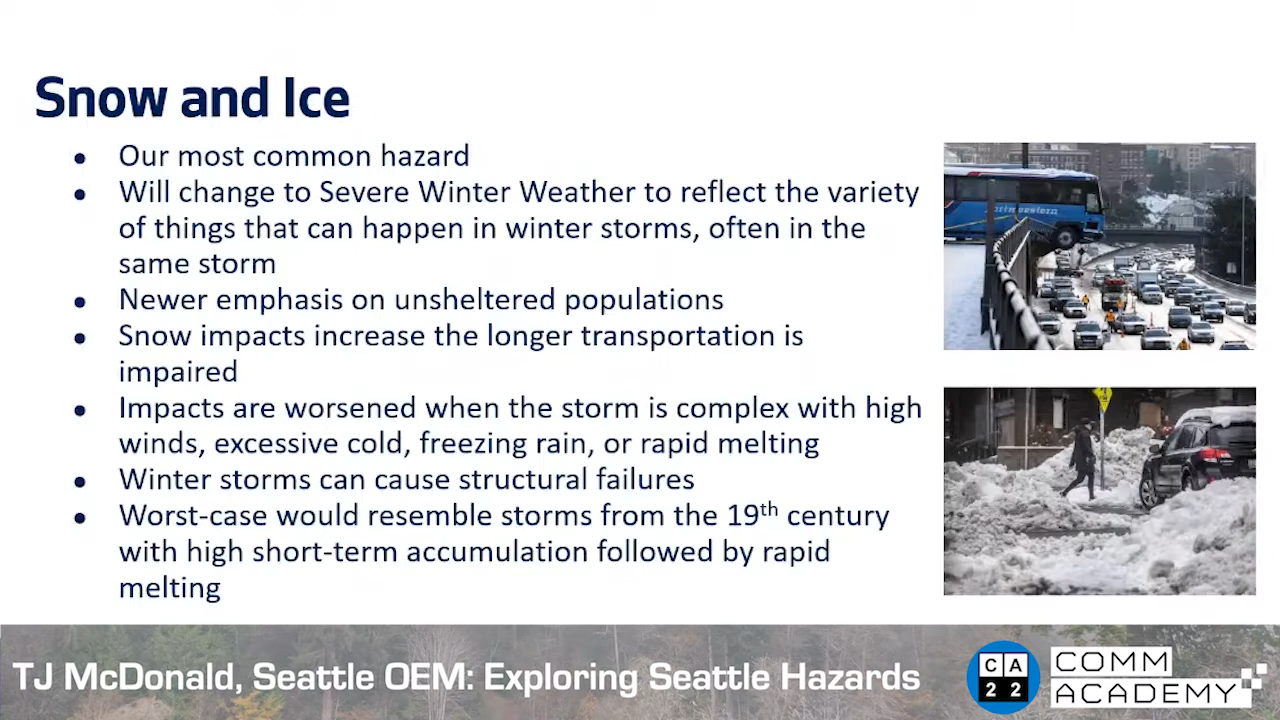 Snow and Ice
● Our most common hazard
● Will change to Severe Winter Weather to reflect the variety
of things that can happen in winter storms, often in the
same storm
● Newer emphasis on unsheltered populations
● Snow impacts increase the longer transportation is
impaired
● Impacts are worsened when the storm is complex with high
winds, excessive cold, freezing rain, or rapid melting
● Winter storms can cause structural failures
● Worst-case would resemble storms from the 19th century
with high short-term accumulation followed by rapid
melting
TJ McDonald, Seattle OEM: Exploring Seattle Hazards
CA
22
COMM
ACADEMY